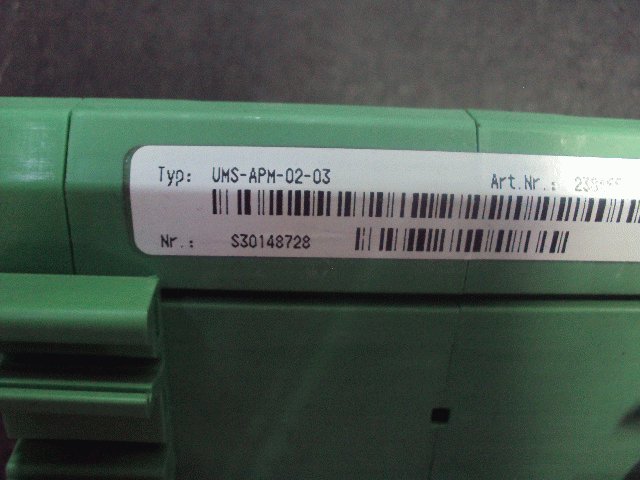 Typ: UMS-APM-02-03 Art.Nr.:
Nr.: S30148728